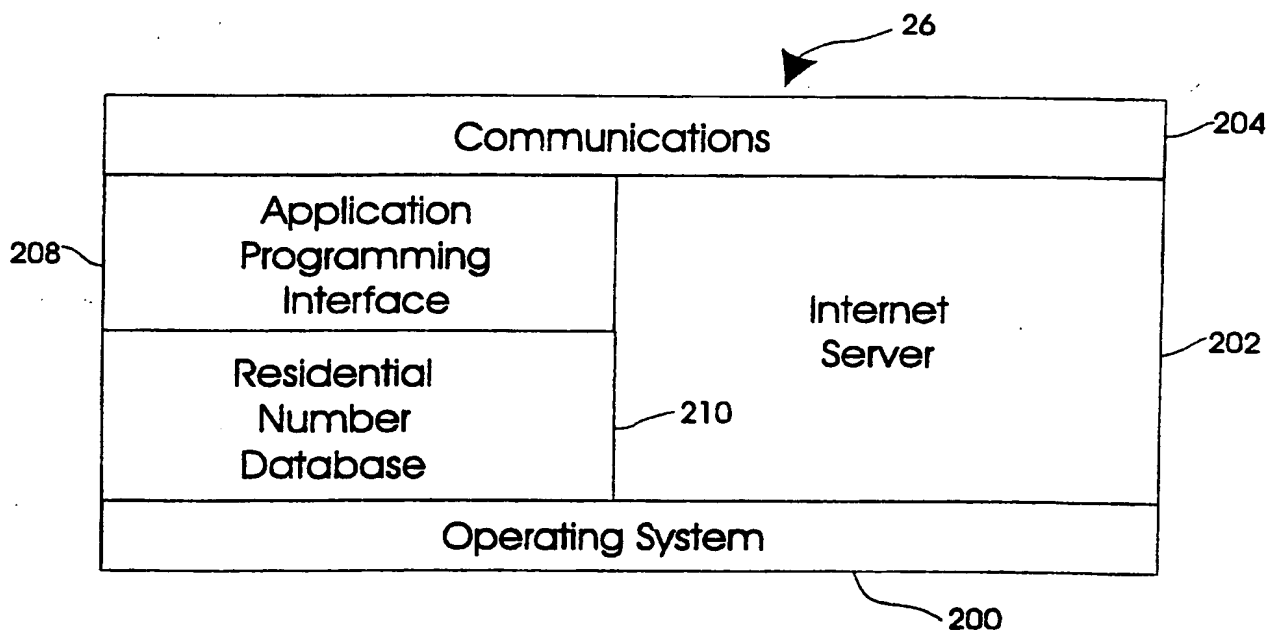 26
Communications
204
Application
Programming
Interface
208
Internet
Server
202
Residential
Number
Database
210
Operating System
200